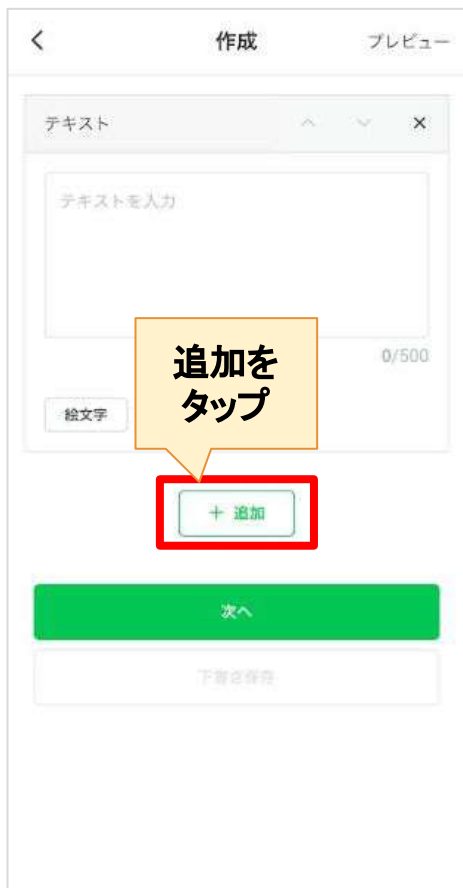 作成
プレビュー
テキスト
テキストを入力
0/500
追加を
タップ
絵文字
+ 追加
次へ
下書き保存